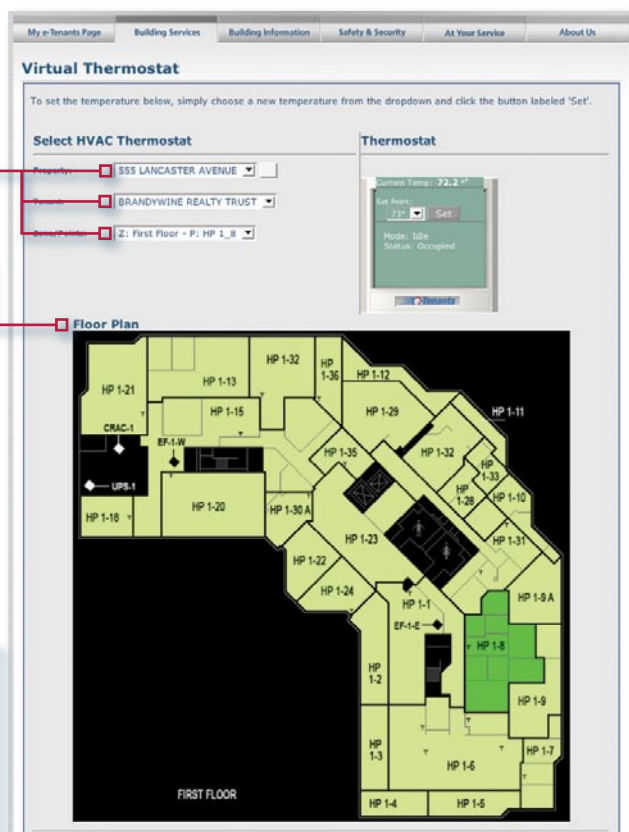 My e-Tenants Page Building Services Building Information Safety & Security At Your Service About Us
Virtual Thermostat
To set the temperature below, simply choose a new temperature from the dropdown and click the button labeled 'Set'.
Select HVAC Thermostat
Thermostat
Property: 555 LANCASTER AVENUE
Tenant: BRANDYWINE REALTY TRUST
Zone/Points: Z: First Floor - P: HP 1_8
Current Temp: 72.2 °
Set Point:
71° Set
Mode: Idle
Status: Occupied
e-Tenants
Floor Plan
HP 1-32
HP 1-36
HP 1-12
HP 1-13
HP 1-21
HP 1-15
HP 1-29
HP 1-11
CRAC-1
EF-1-W
HP 1-35
HP 1-32
HP 1-33
UPS-1
HP 1-28
HP 1-10
HP 1-18
HP 1-20
HP 1-30 A
HP 1-23
HP 1-31
HP 1-22
HP 1-24
HP 1-9 A
HP 1-1
EF-1-E
HP 1-8
HP 1-2
HP 1-9
HP 1-3
HP 1-7
HP 1-6
FIRST FLOOR
HP 1-4
HP 1-5